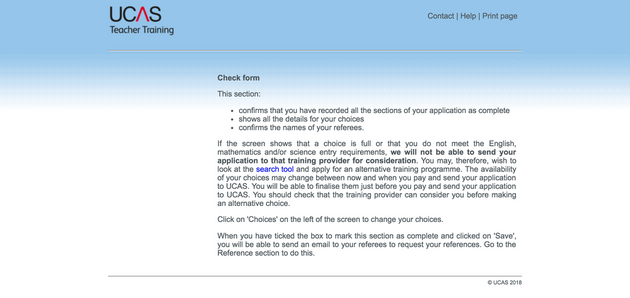 UCAS
Teacher Training
Contact | Help | Print page
Check form
This section:
• confirms that you have recorded all the sections of your application as complete
• shows all the details for your choices
• confirms the names of your referees.
If the screen shows that a choice is full or that you do not meet the English,
mathematics and/or science entry requirements, we will not be able to send your
application to that training provider for consideration. You may, therefore, wish to
look at the search tool and apply for an alternative training programme. The availability
of your choices may change between now and when you pay and send your application
to UCAS. You will be able to finalise them just before you pay and send your application
to UCAS. You should check that the training provider can consider you before making
an alternative choice.
Click on 'Choices' on the left of the screen to change your choices.
When you have ticked the box to mark this section as complete and clicked on 'Save',
you will be able to send an email to your referees to request your references. Go to the
Reference section to do this.
© UCAS 2018